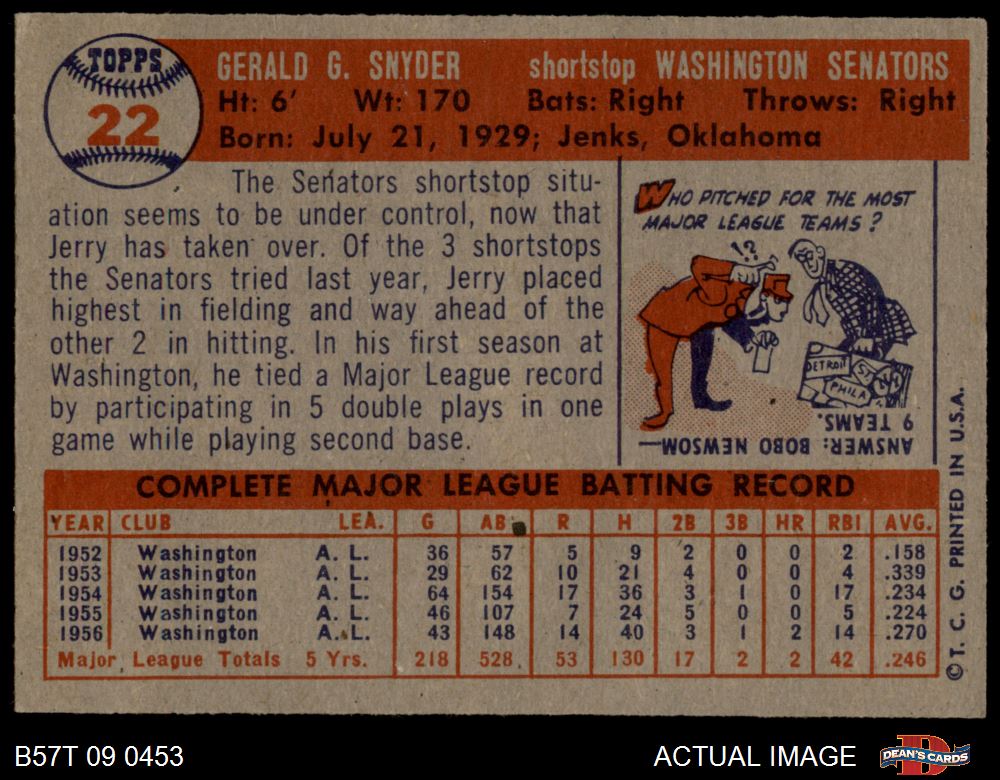 TOPPS
22
GERALD G. SNYDER shortstop WASHINGTON SENATORS
Ht: 6' Wt: 170 Bats: Right Throws: Right
Born: July 21, 1929; Jenks, Oklahoma
The Senators shortstop situ-
ation seems to be under control, now that
Jerry has taken over. Of the 3 shortstops
the Senators tried last year, Jerry placed
highest in fielding and way ahead of the
other 2 in hitting. In his first season at
Washington, he tied a Major League record
by participating in 5 double plays in one
game while playing second base.
WHO PITCHED FOR THE MOST
MAJOR LEAGUE TEAMS?
!?
DETROIT
ST.
PHILA
ANSWER: BOBO NEWSOM—
9 TEAMS.
COMPLETE MAJOR LEAGUE BATTING RECORD
YEAR CLUB LEA. G AB R H 2B 3B HR RBI AVG.
1952 Washington A. L. 36 57 5 9 2 0 0 2 .158
1953 Washington A. L. 29 62 10 21 4 0 0 4 .339
1954 Washington A. L. 64 154 17 36 3 1 0 17 .234
1955 Washington A. L. 46 107 7 24 5 0 0 5 .224
1956 Washington A. L. 43 148 14 40 3 1 2 14 .270
Major League Totals 5 Yrs. 218 528 53 130 17 2 2 42 .246
© T. C. G. PRINTED IN U.S.A.
B57T 09 0453 ACTUAL IMAGE
DEAN'S CARDS